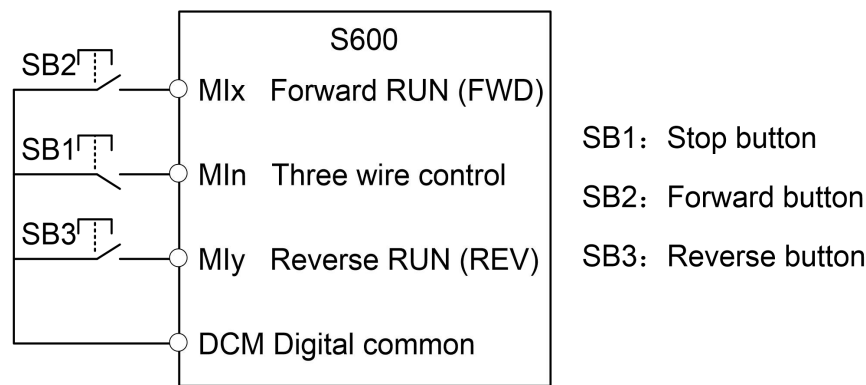 S600
SB2
MIx Forward RUN (FWD)
SB1
MIn Three wire control
SB3
MIy Reverse RUN (REV)
DCM Digital common
SB1：Stop button
SB2：Forward button
SB3：Reverse button